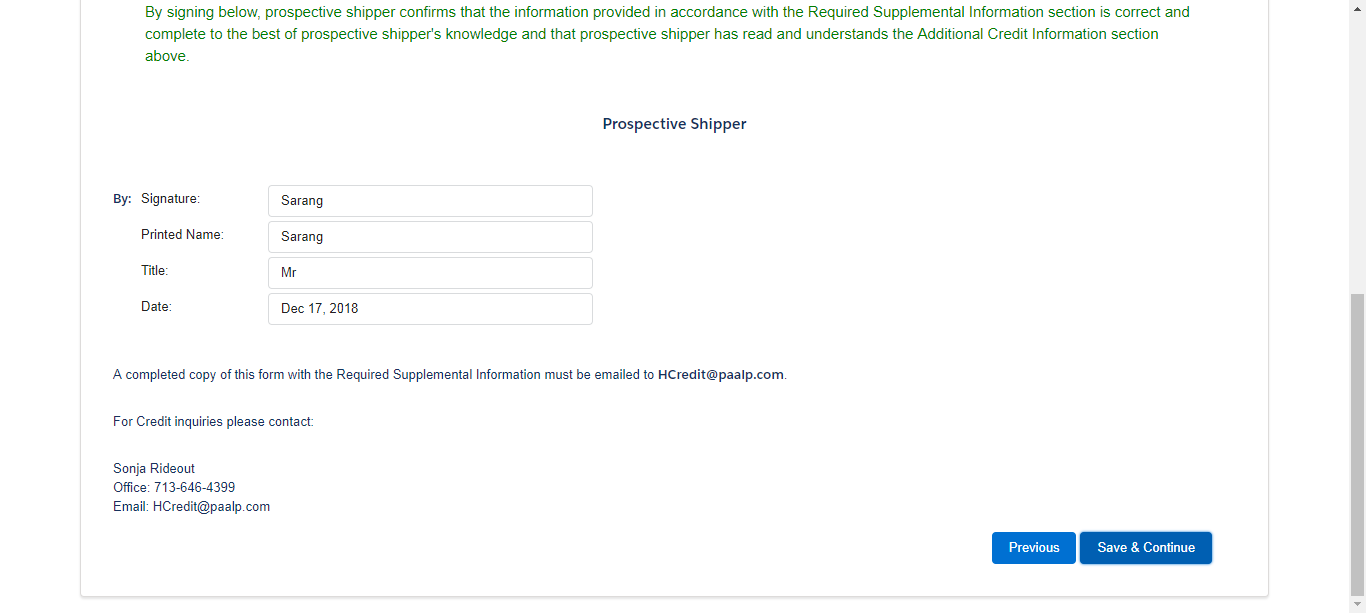 By signing below, prospective shipper confirms that the information provided in accordance with the Required Supplemental Information section is correct and
complete to the best of prospective shipper's knowledge and that prospective shipper has read and understands the Additional Credit Information section
above.
Prospective Shipper
By: Signature: Sarang
Printed Name: Sarang
Title: Mr
Date: Dec 17, 2018
A completed copy of this form with the Required Supplemental Information must be emailed to HCredit@paalp.com.
For Credit inquiries please contact:
Sonja Rideout
Office: 713-646-4399
Email: HCredit@paalp.com
Previous Save & Continue